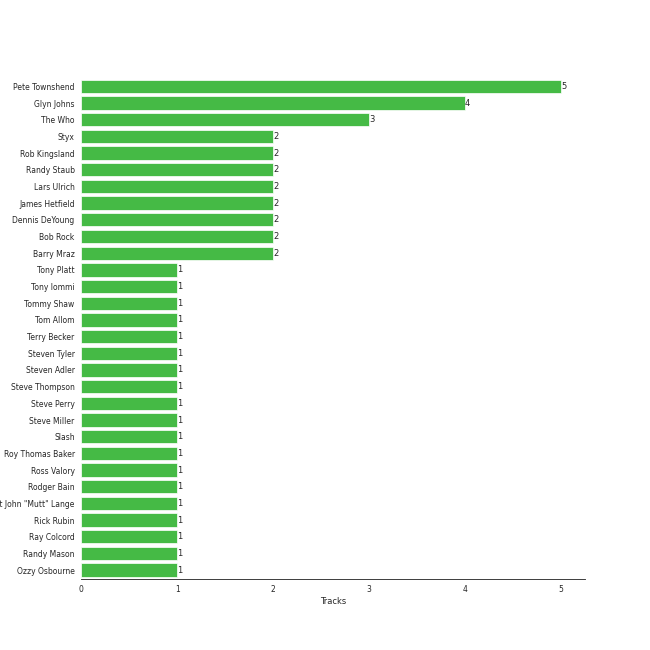 Pete Townshend 5
Glyn Johns 4
The Who 3
Styx 2
Rob Kingsland 2
Randy Staub 2
Lars Ulrich 2
James Hetfield 2
Dennis DeYoung 2
Bob Rock 2
Barry Mraz 2
Tony Platt 1
Tony Iommi 1
Tommy Shaw 1
Tom Allom 1
Terry Becker 1
Steven Tyler 1
Steven Adler 1
Steve Thompson 1
Steve Perry 1
Steve Miller 1
Slash 1
Roy Thomas Baker 1
Ross Valory 1
Rodger Bain 1
t John "Mutt" Lange 1
Rick Rubin 1
Ray Colcord 1
Randy Mason 1
Ozzy Osbourne 1
0 1 2 3 4 5
Tracks